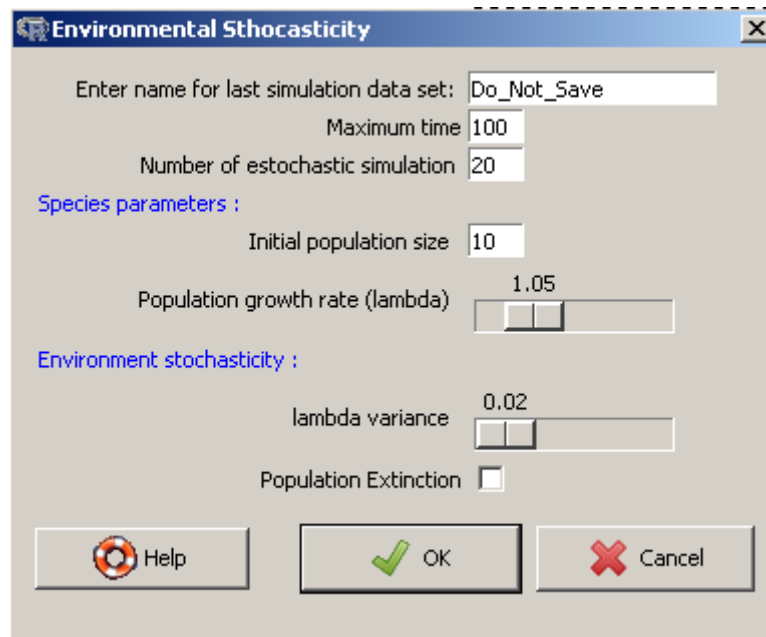 Environmental Sthocasticity
Enter name for last simulation data set: Do_Not_Save
Maximum time 100
Number of estochastic simulation 20
Species parameters :
Initial population size 10
1.05
Population growth rate (lambda)
Environment stochasticity :
0.02
lambda variance
Population Extinction
Help OK Cancel